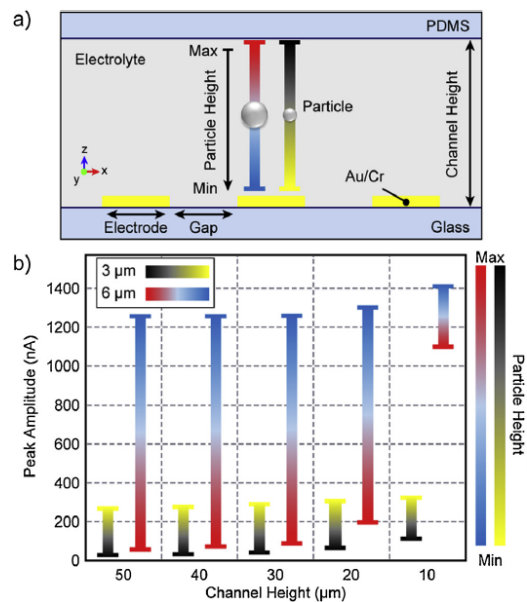 a)
PDMS
Electrolyte
Max
Particle Height
Particle
Channel Height
z
y
x
Min
Au/Cr
Electrode
Gap
Glass
b)
3 µm
6 µm
Max
Particle Height
Min
Peak Amplitude (nA)
1400
1200
1000
800
600
400
200
0
50 40 30 20 10
Channel Height (µm)